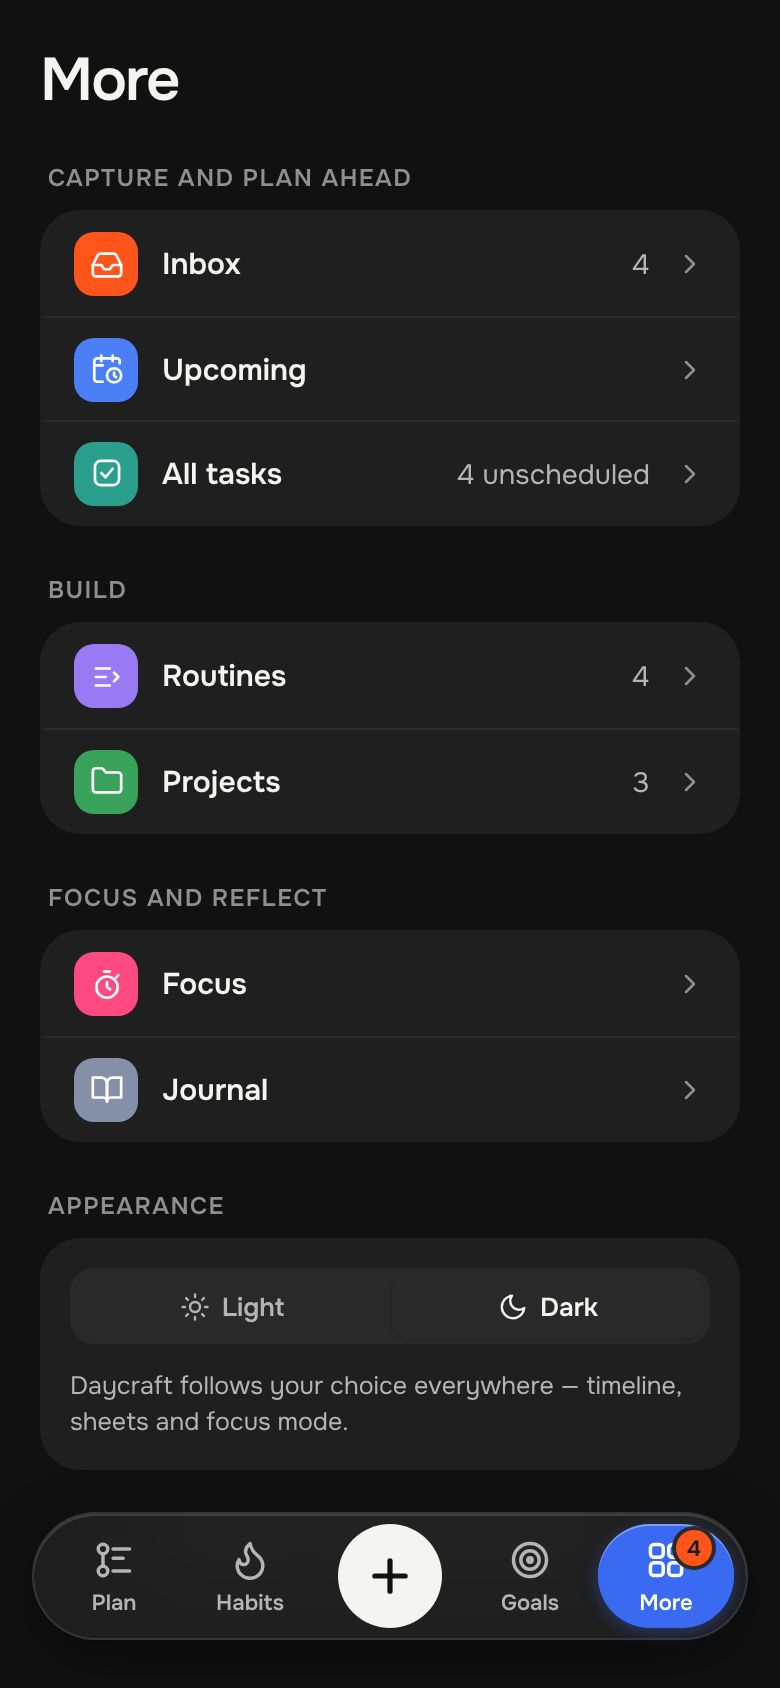 More
CAPTURE AND PLAN AHEAD
Inbox 4
Upcoming
All tasks 4 unscheduled
BUILD
Routines 4
Projects 3
FOCUS AND REFLECT
Focus
Journal
APPEARANCE
Light Dark
Daycraft follows your choice everywhere — timeline,
sheets and focus mode.
4
Plan Habits Goals More